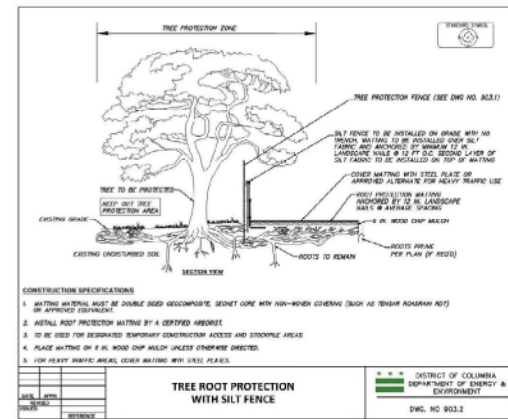 TREE PROTECTION ZONE
STANDARD SYMBOL
TREE PROTECTION FENCE (SEE DWG NO. 903.1)
SILT FENCE TO BE INSTALLED ON GRADE WITH NO
TRENCH, MATTING TO BE INSTALLED OVER SILT
FABRIC AND ANCHORED BY MINIMUM 12 IN.
LANDSCAPE NAILS @ 12 FT O.C. SECOND LAYER OF
SILT FABRIC TO BE INSTALLED ON TOP OF MATTING
COVER MATTING WITH STEEL PLATE OR
APPROVED ALTERNATE FOR HEAVY TRAFFIC USE
TREE TO BE PROTECTED
KEEP OUT TREE
PROTECTION AREA
ROOT PROTECTION MATTING
ANCHORED BY 12 IN. LANDSCAPE
NAILS @ AVERAGE SPACING
EXISTING GRADE
6 IN. WOOD CHIP MULCH
EXISTING UNDISTURBED SOIL
ROOTS TO REMAIN
ROOTS PRUNE
PER PLAN (IF REQ'D)
SECTION VIEW
CONSTRUCTION SPECIFICATIONS
1. MATTING MATERIAL MUST BE DOUBLE SIDED GEOCOMPOSITE, GEONET CORE WITH NON-WOVEN COVERING (SUCH AS TENSAR ROADRAIN RD7)
OR APPROVED EQUIVALENT.
2. INSTALL ROOT PROTECTION MATTING BY A CERTIFIED ARBORIST.
3. TO BE USED FOR DESIGNATED TEMPORARY CONSTRUCTION ACCESS AND STOCKPILE AREAS
4. PLACE MATTING ON 6 IN. WOOD CHIP MULCH UNLESS OTHERWISE DIRECTED.
5. FOR HEAVY TRAFFIC AREAS, COVER MATTING WITH STEEL PLATES.
DATE APPR
REVISED
ISSUED:
REFERENCE
TREE ROOT PROTECTION
WITH SILT FENCE
DISTRICT OF COLUMBIA
DEPARTMENT OF ENERGY &
ENVIRONMENT
DWG. NO 903.2